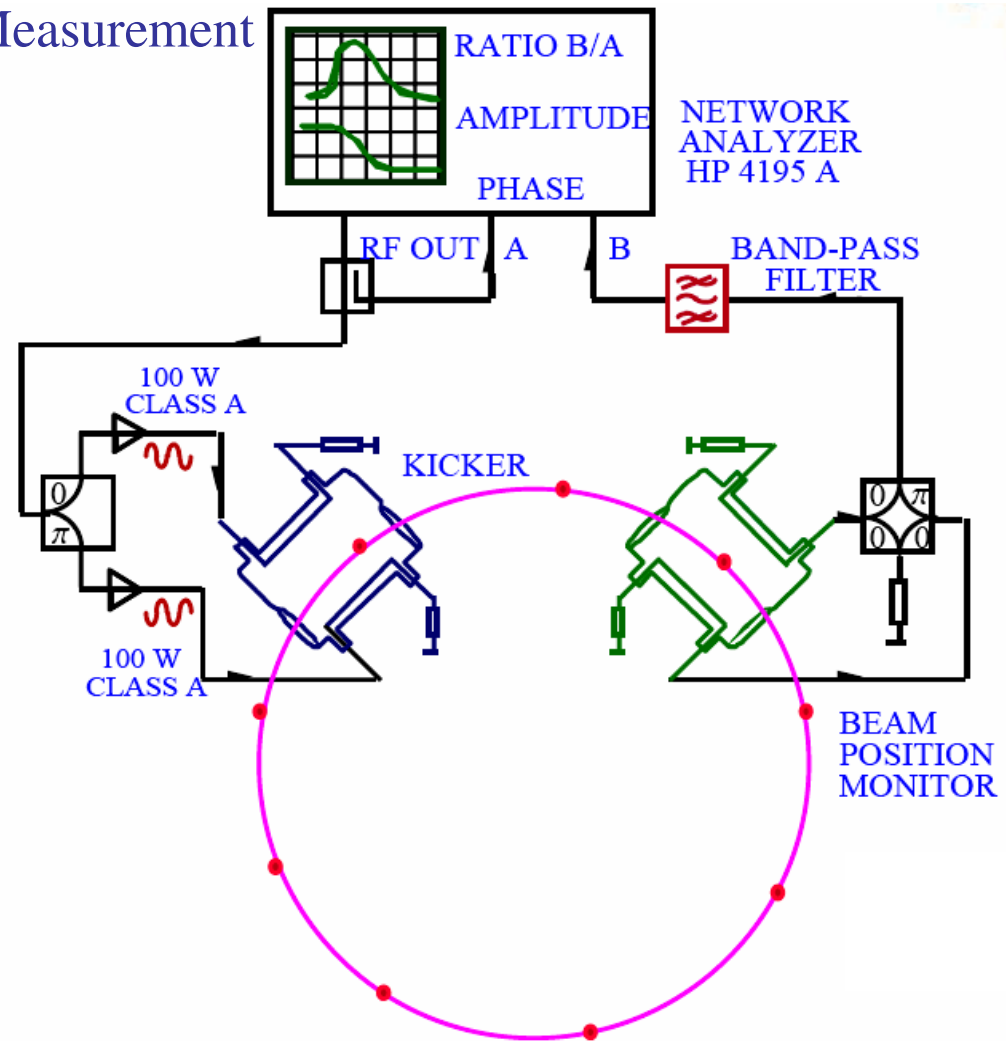 Measurement
RATIO B/A
AMPLITUDE
PHASE
NETWORK
ANALYZER
HP 4195 A
RF OUT
A
B
BAND-PASS
FILTER
100 W
CLASS A
KICKER
0
π
0
π
0
0
100 W
CLASS A
BEAM
POSITION
MONITOR